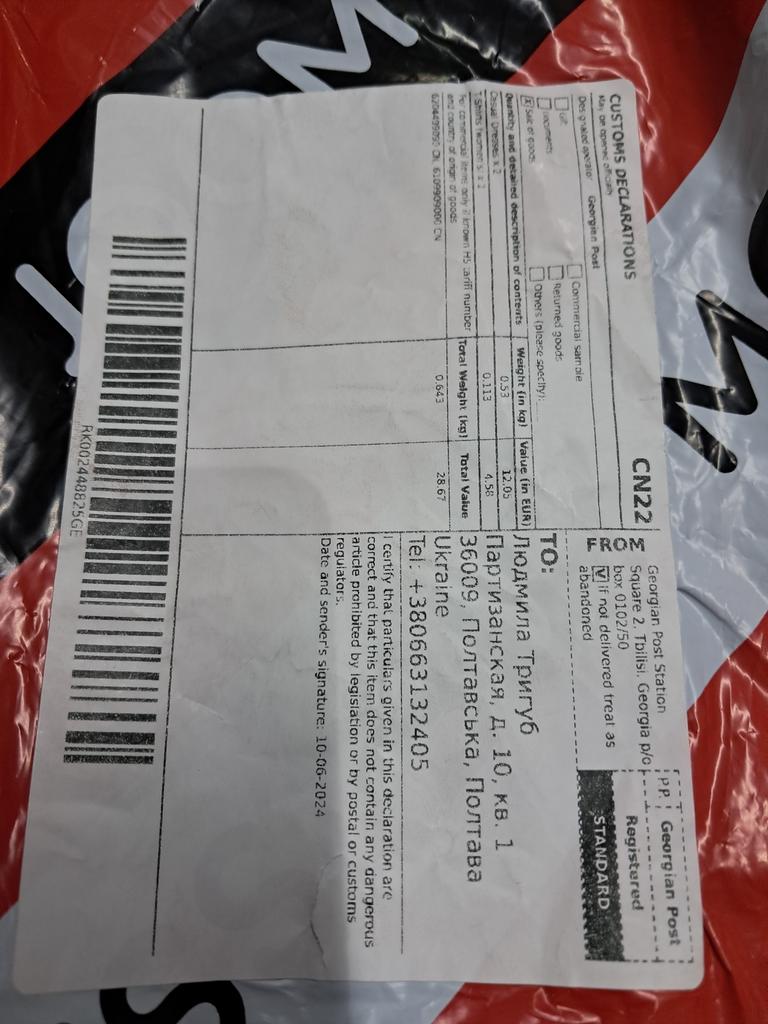 CUSTOMS DECLARATIONS
CN22
May be opened officially
Designated operator Georgian Post
Gift
Commercial sample
Documents
Returned goods
[X] Sale of goods
Others (please specify):
Quantity and detailed description of contents Weight (in kg) Value (in EUR)
Casual Dresses x 2 0.53 12.05
T-Shirts (women's) x 1 0.113 4.58
For commercial items only if known HS tariff number
and country of origin of goods
Total Weight (kg) Total Value
6204499090 CN, 6109909000 CN 0.643 28.67
FROM
Georgian Post Station
Square 2, Tbilisi, Georgia p/o
box 0102/50
[V] if not delivered treat as
abandoned
P.P. Georgian Post
Registered
STANDARD
TO:
Людмила Тригуб
Партизанская, д. 10, кв. 1
36009, Полтавська, Полтава
Ukraine
Tel: +380663132405
I certify that particulars given in this declaration are
correct and that this item does not contain any dangerous
article prohibited by legislation or by postal or customs
regulators.
Date and sender's signature: 10-06-2024
RK002448825GE